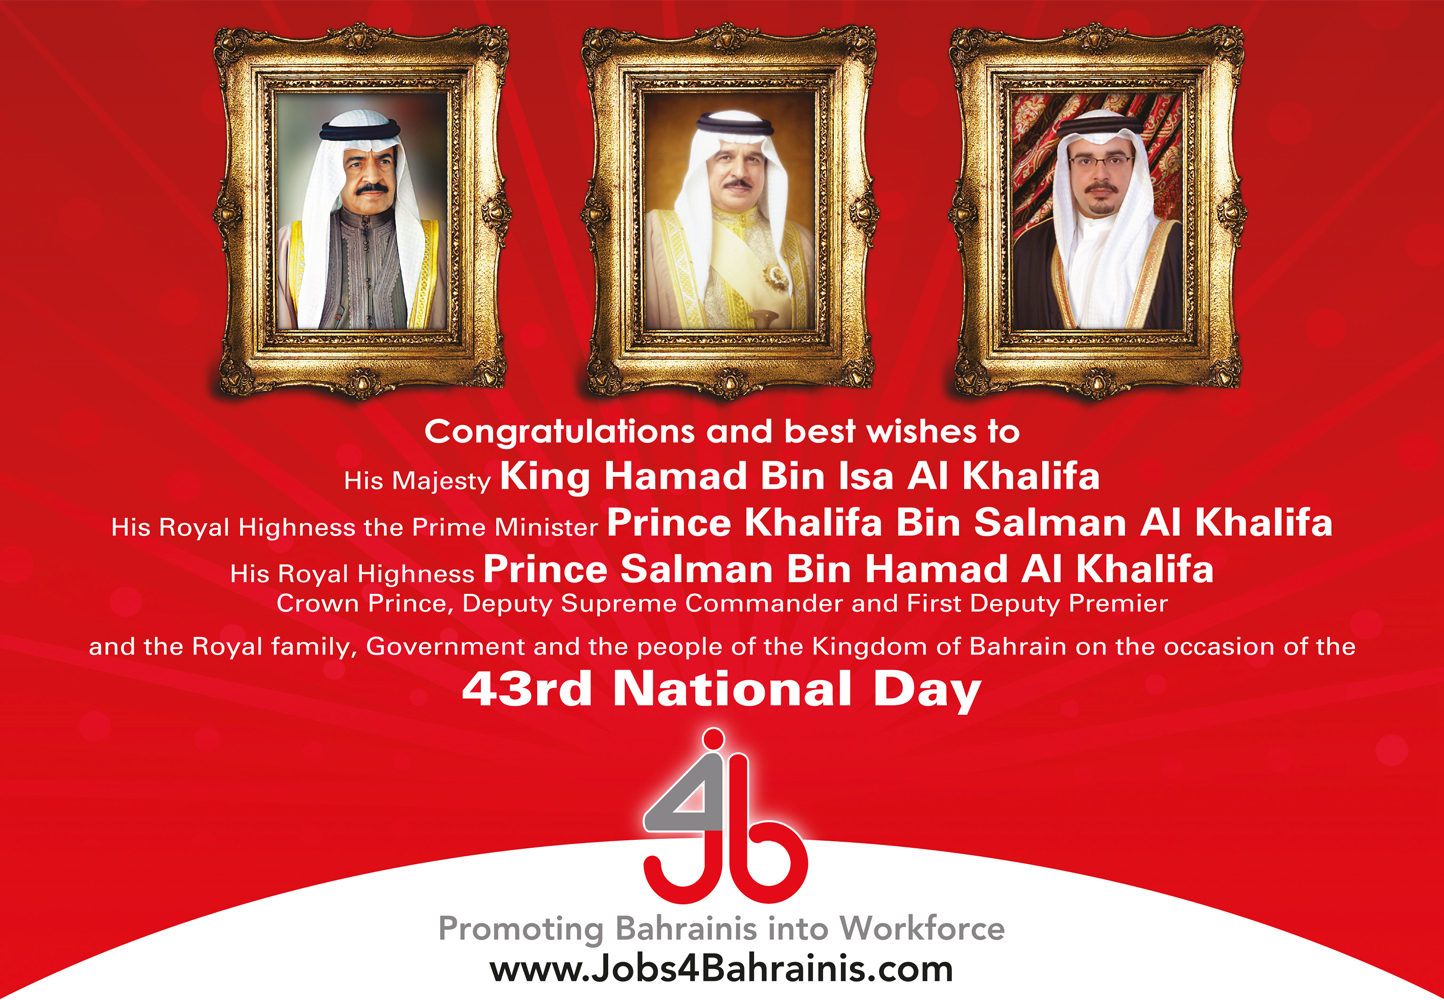 Congratulations and best wishes to
His Majesty King Hamad Bin Isa Al Khalifa
His Royal Highness the Prime Minister Prince Khalifa Bin Salman Al Khalifa
His Royal Highness Prince Salman Bin Hamad Al Khalifa
Crown Prince, Deputy Supreme Commander and First Deputy Premier
and the Royal family, Government and the people of the Kingdom of Bahrain on the occasion of the
43rd National Day
j4b
Promoting Bahrainis into Workforce
www.Jobs4Bahrainis.com